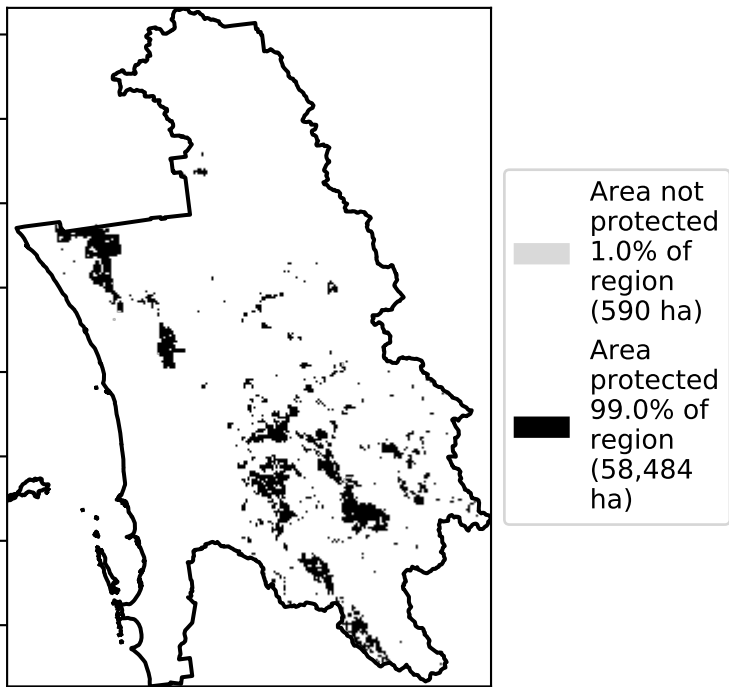 Area not
protected
1.0% of
region
(590 ha)
Area
protected
99.0% of
region
(58,484
ha)